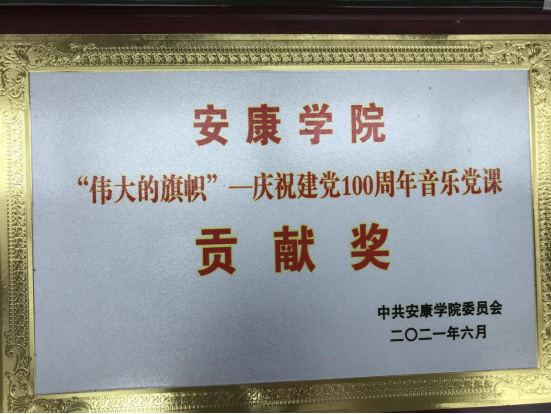 安康学院
“伟大的旗帜”—庆祝建党100周年音乐党课
贡献奖
中共安康学院委员会
二〇二一年六月